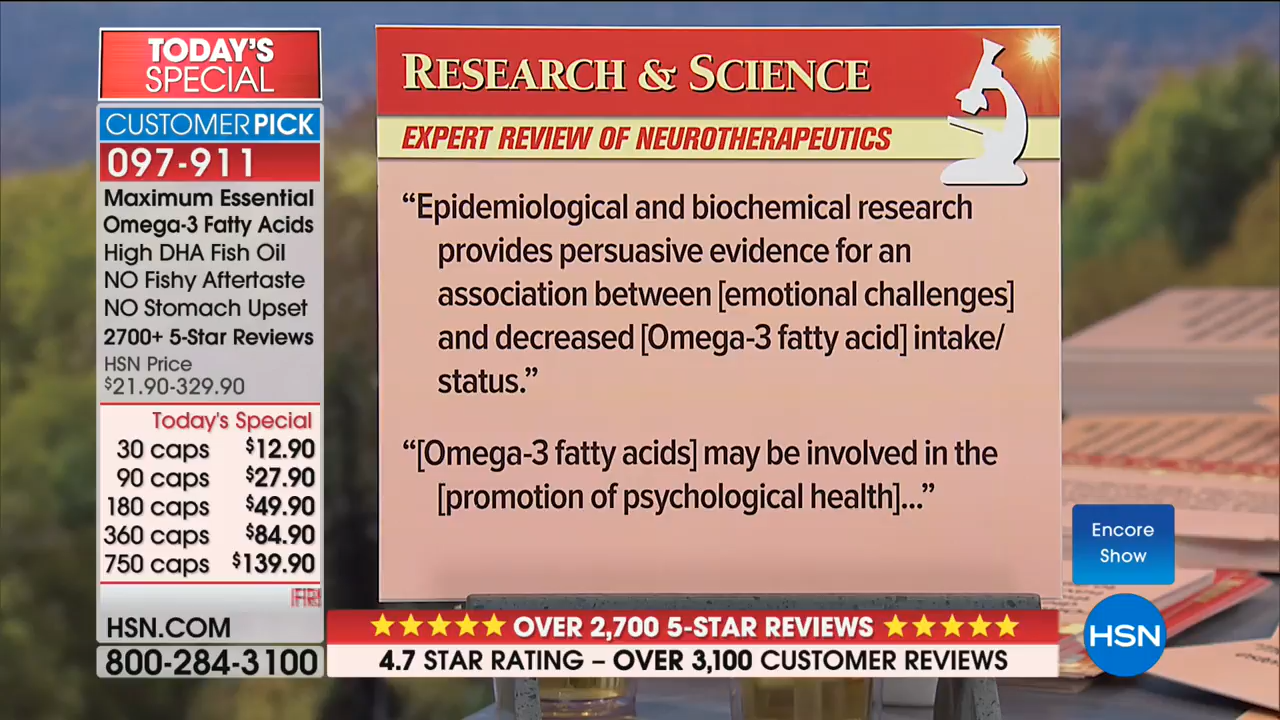 TODAY'S
SPECIAL
CUSTOMER PICK
097-911
Maximum Essential
Omega-3 Fatty Acids
High DHA Fish Oil
NO Fishy Aftertaste
NO Stomach Upset
2700+ 5-Star Reviews
HSN Price
$21.90-329.90
Today's Special
30 caps $12.90
90 caps $27.90
180 caps $49.90
360 caps $84.90
750 caps $139.90
HSN.COM
800-284-3100
RESEARCH & SCIENCE
EXPERT REVIEW OF NEUROTHERAPEUTICS
“Epidemiological and biochemical research
provides persuasive evidence for an
association between [emotional challenges]
and decreased [Omega-3 fatty acid] intake/
status.”
“[Omega-3 fatty acids] may be involved in the
[promotion of psychological health]...”
OVER 2,700 5-STAR REVIEWS
4.7 STAR RATING – OVER 3,100 CUSTOMER REVIEWS
Encore
Show
HSN